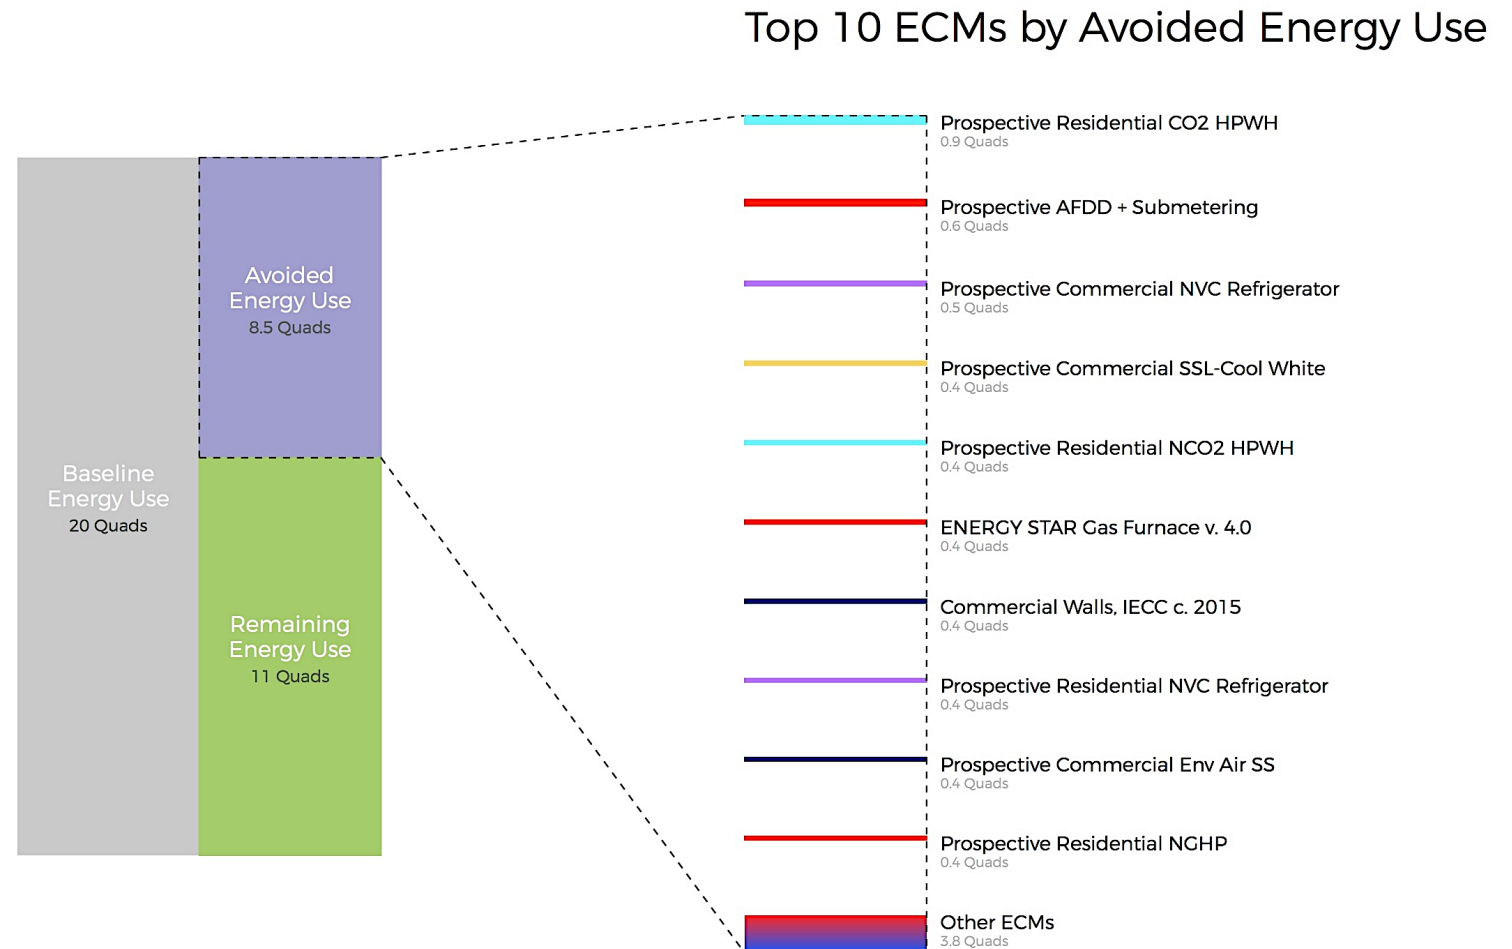 Top 10 ECMs by Avoided Energy Use
Baseline
Energy Use
20 Quads
Avoided
Energy Use
8.5 Quads
Remaining
Energy Use
11 Quads
Prospective Residential CO2 HPWH
0.9 Quads
Prospective AFDD + Submetering
0.6 Quads
Prospective Commercial NVC Refrigerator
0.5 Quads
Prospective Commercial SSL-Cool White
0.4 Quads
Prospective Residential NCO2 HPWH
0.4 Quads
ENERGY STAR Gas Furnace v. 4.0
0.4 Quads
Commercial Walls, IECC c. 2015
0.4 Quads
Prospective Residential NVC Refrigerator
0.4 Quads
Prospective Commercial Env Air SS
0.4 Quads
Prospective Residential NGHP
0.4 Quads
Other ECMs
3.8 Quads